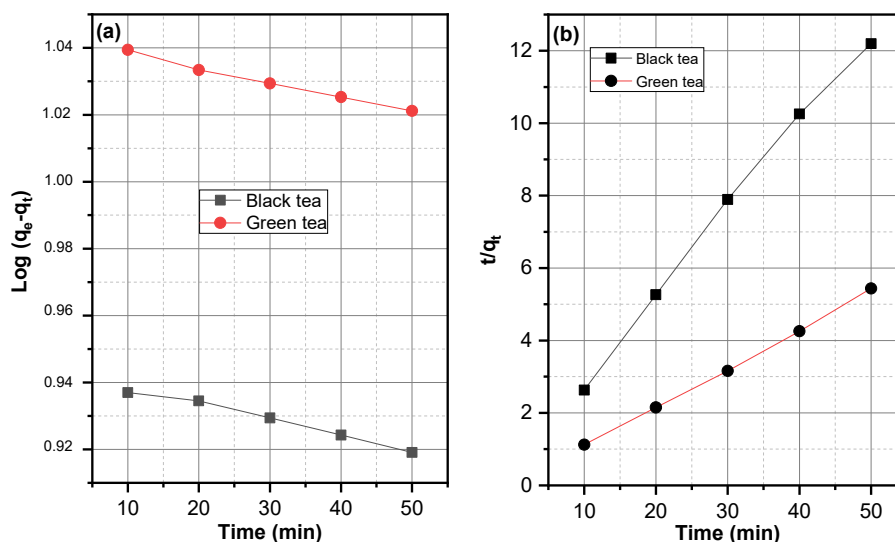 (a)
1.04
1.02
1.00
0.98
0.96
0.94
0.92
Log (qₑ-qₜ)
Black tea
Green tea
10 20 30 40 50
Time (min)
(b)
12
10
8
6
4
2
0
t/qₜ
Black tea
Green tea
10 20 30 40 50
Time (min)